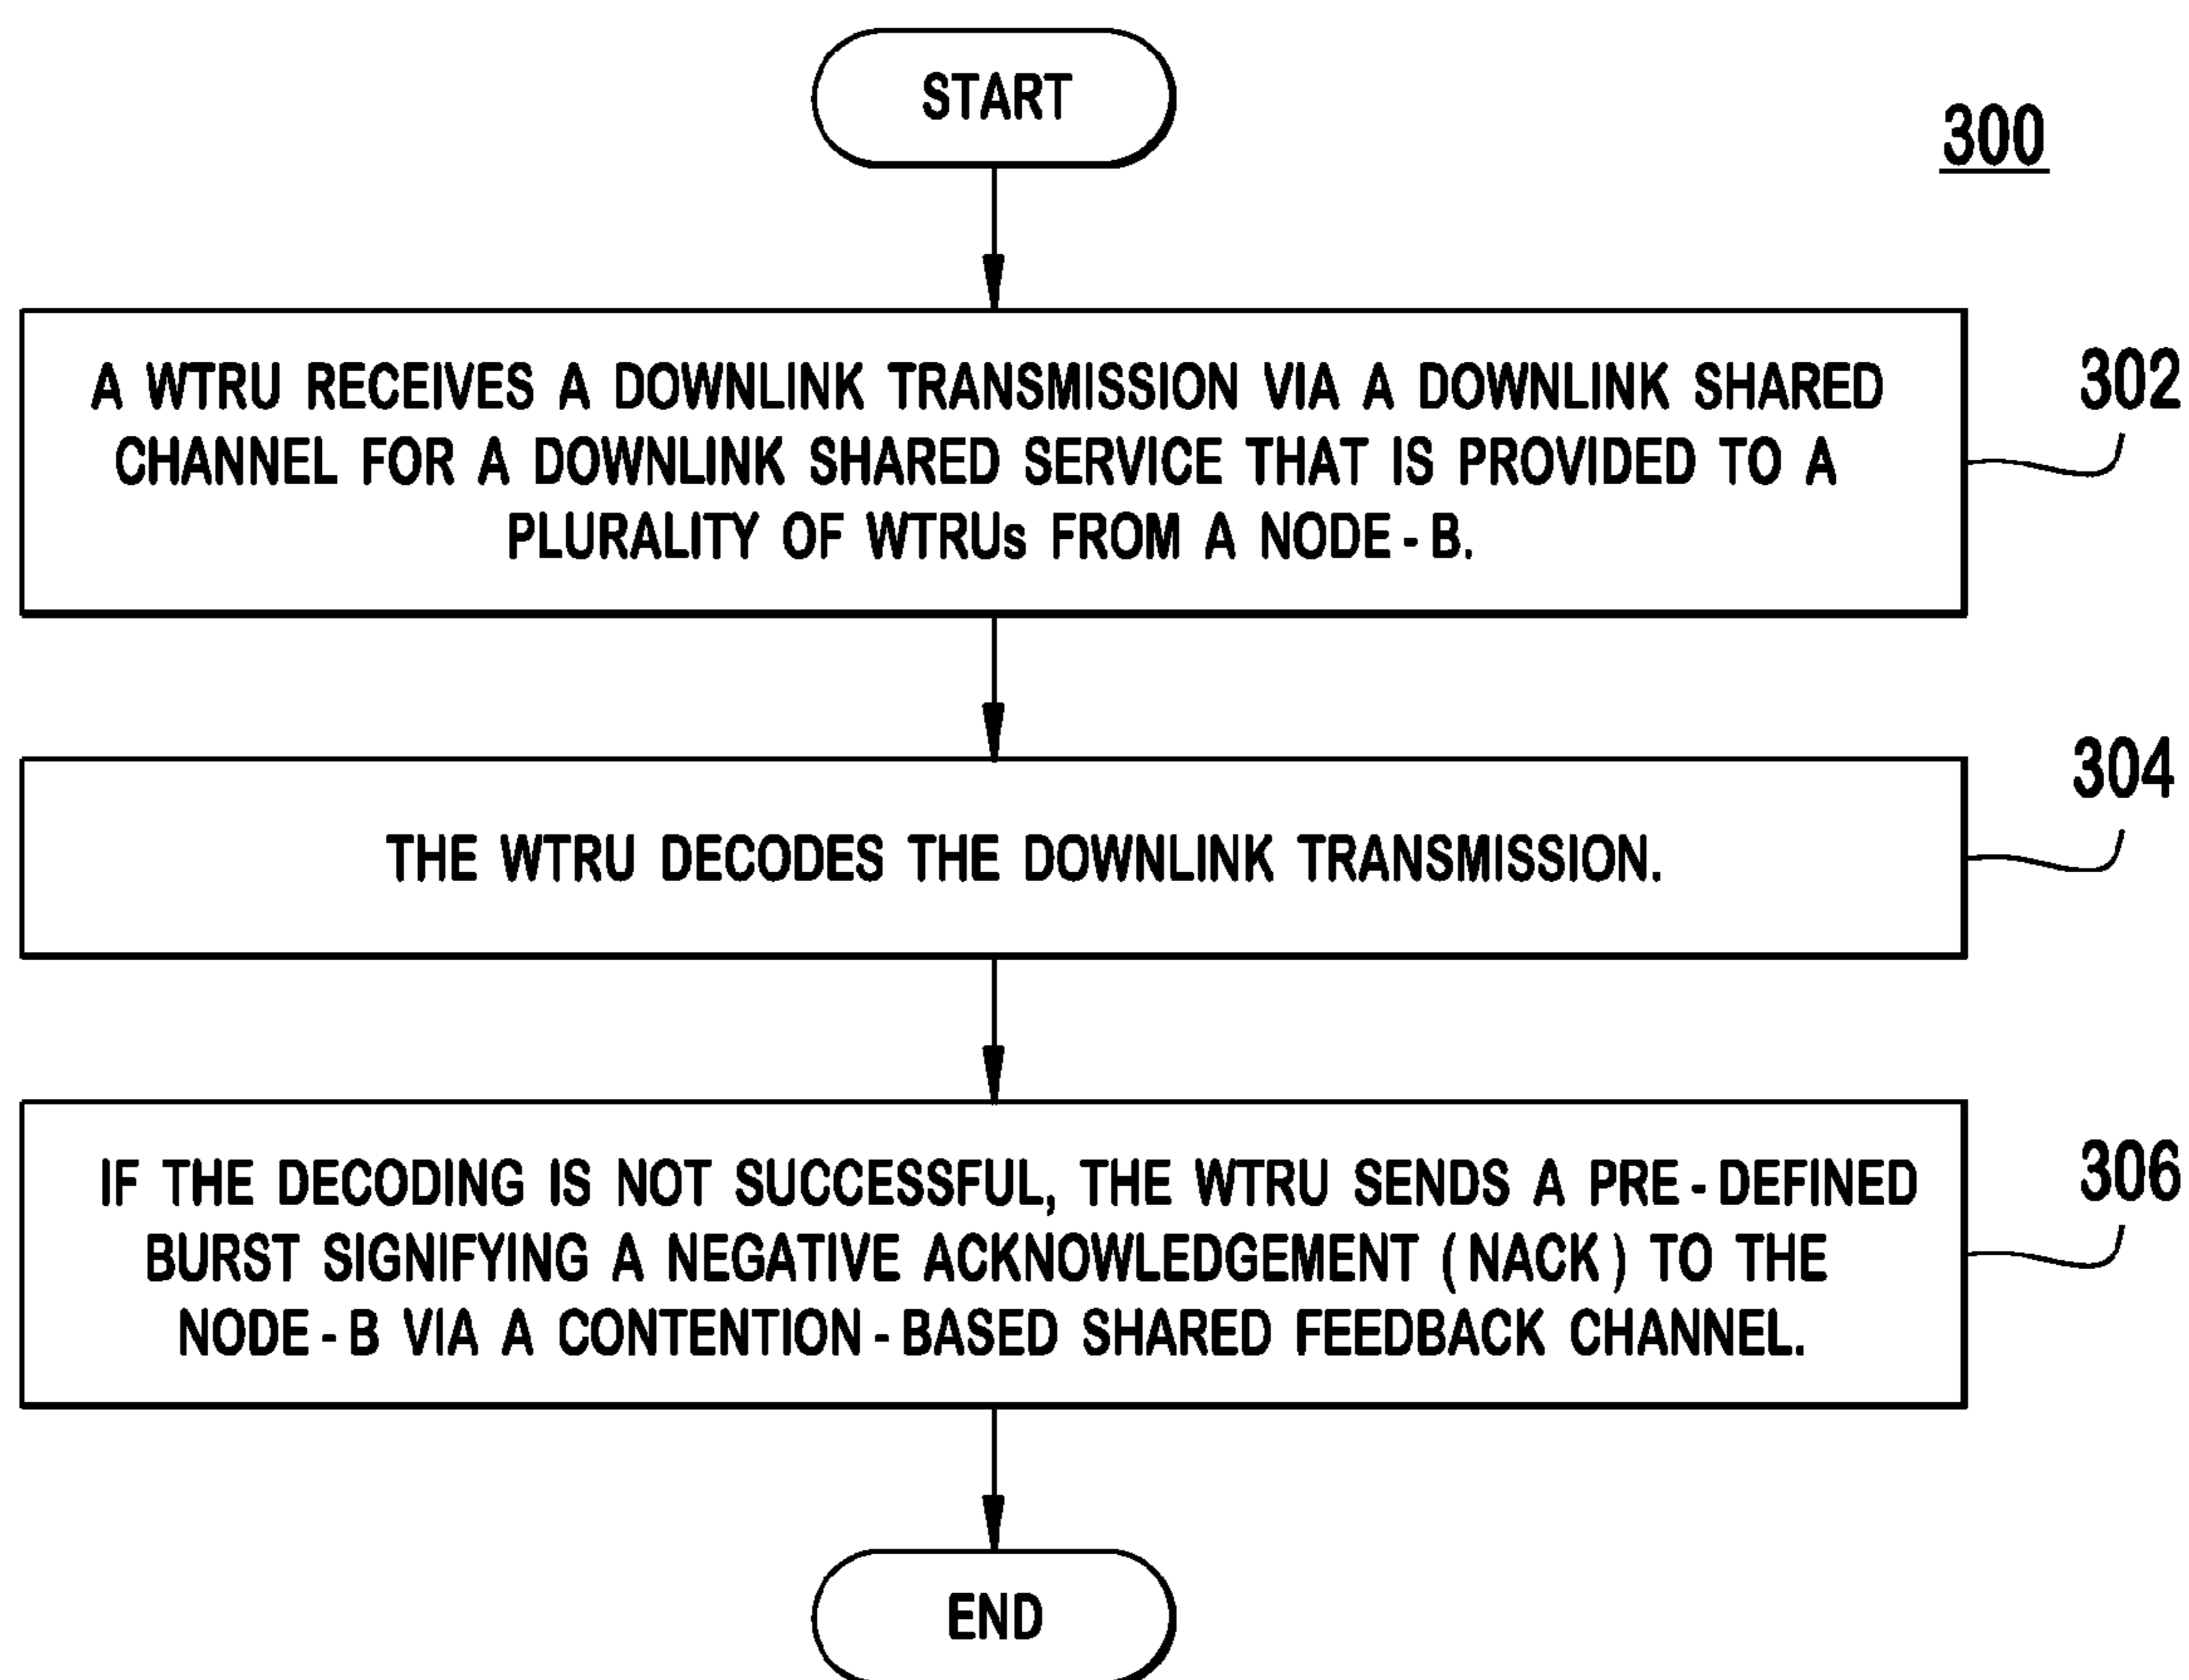 START
300
A WTRU RECEIVES A DOWNLINK TRANSMISSION VIA A DOWNLINK SHARED
CHANNEL FOR A DOWNLINK SHARED SERVICE THAT IS PROVIDED TO A
PLURALITY OF WTRUs FROM A NODE-B.
302
THE WTRU DECODES THE DOWNLINK TRANSMISSION.
304
IF THE DECODING IS NOT SUCCESSFUL, THE WTRU SENDS A PRE-DEFINED
BURST SIGNIFYING A NEGATIVE ACKNOWLEDGEMENT (NACK) TO THE
NODE-B VIA A CONTENTION-BASED SHARED FEEDBACK CHANNEL.
306
END